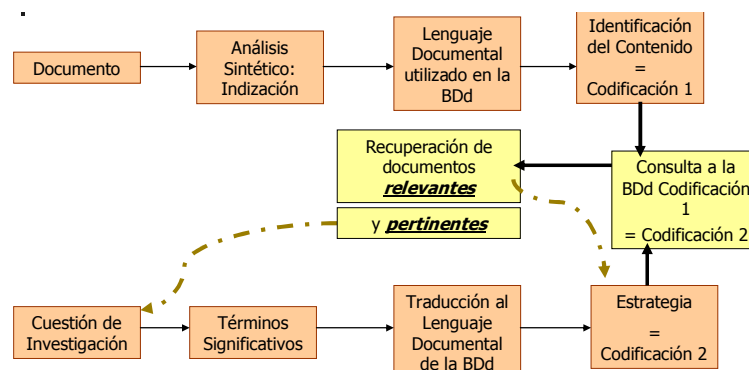 Documento
Análisis
Sintético:
Indización
Lenguaje
Documental
utilizado en la
BDd
Identificación
del Contenido
=
Codificación 1
Recuperación de
documentos
relevantes
y pertinentes
Consulta a la
BDd Codificación
1
= Codificación 2
Cuestión de
Investigación
Términos
Significativos
Traducción al
Lenguaje
Documental
de la BDd
Estrategia
=
Codificación 2